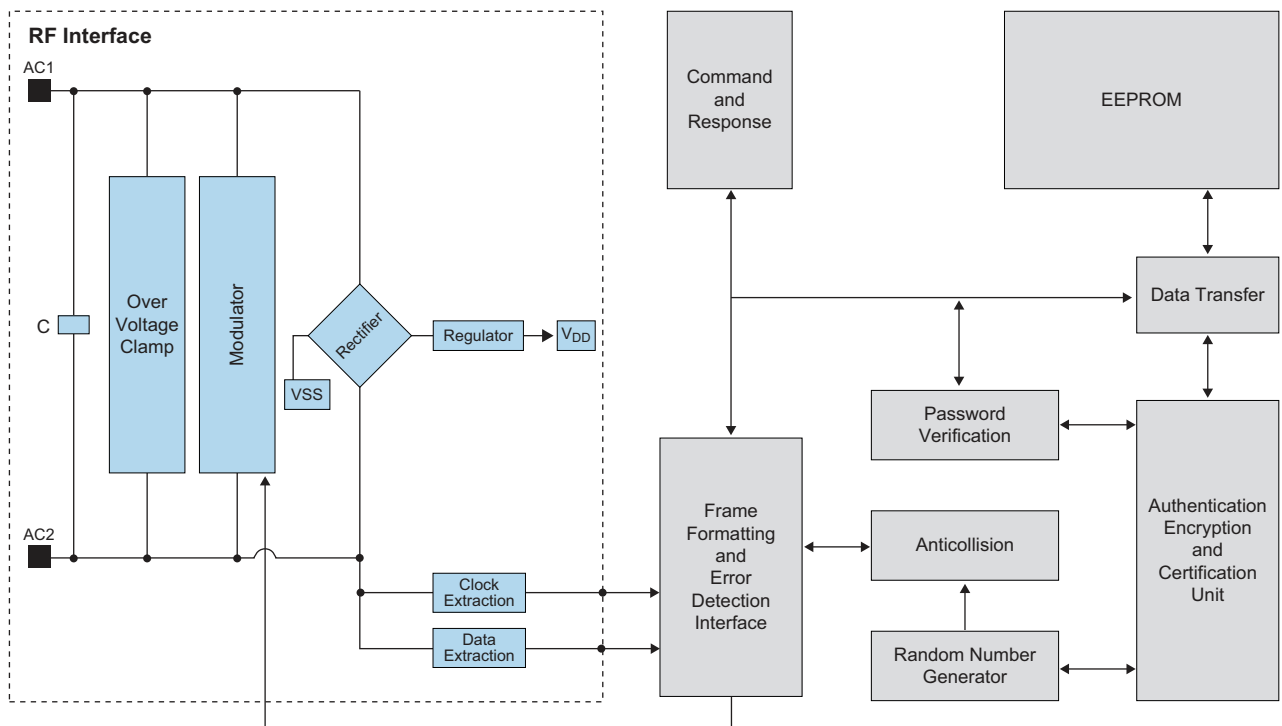 RF Interface
AC1
C
Over
Voltage
Clamp
Modulator
Rectifier
VSS
Regulator
VDD
AC2
Clock
Extraction
Data
Extraction
Command
and
Response
EEPROM
Data Transfer
Password
Verification
Frame
Formatting
and
Error
Detection
Interface
Anticollision
Random Number
Generator
Authentication
Encryption
and
Certification
Unit